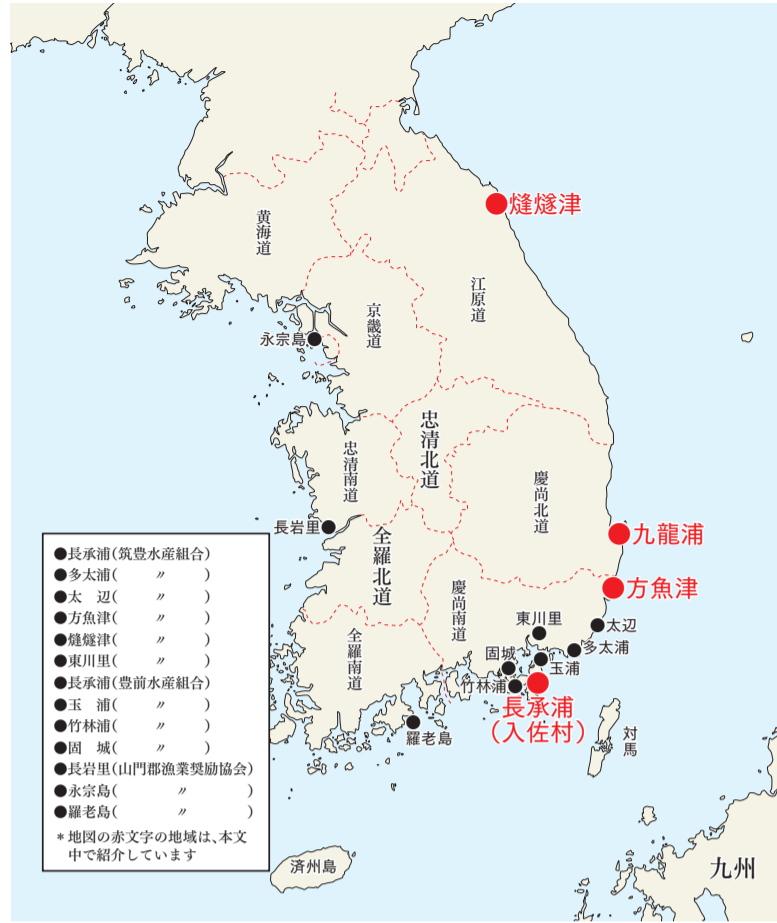 烽燧津
黄海道
江原道
京畿道
永宗島
忠清北道
忠清南道
慶尚北道
長岩里
九龍浦
全羅北道
方魚津
慶尚南道
東川里
太辺
全羅南道
固城
多太浦
玉浦
竹林浦
長承浦
(入佐村)
羅老島
対馬
済州島
九州
●長承浦(筑豊水産組合)
●多太浦(　〃　)
●太　辺(　〃　)
●方魚津(　〃　)
●烽燧津(　〃　)
●東川里(　〃　)
●長承浦(豊前水産組合)
●玉　浦(　〃　)
●竹林浦(　〃　)
●固　城(　〃　)
●長岩里(山門郡漁業奨励協会)
●永宗島(　〃　)
●羅老島(　〃　)
＊地図の赤文字の地域は、本文
中で紹介しています